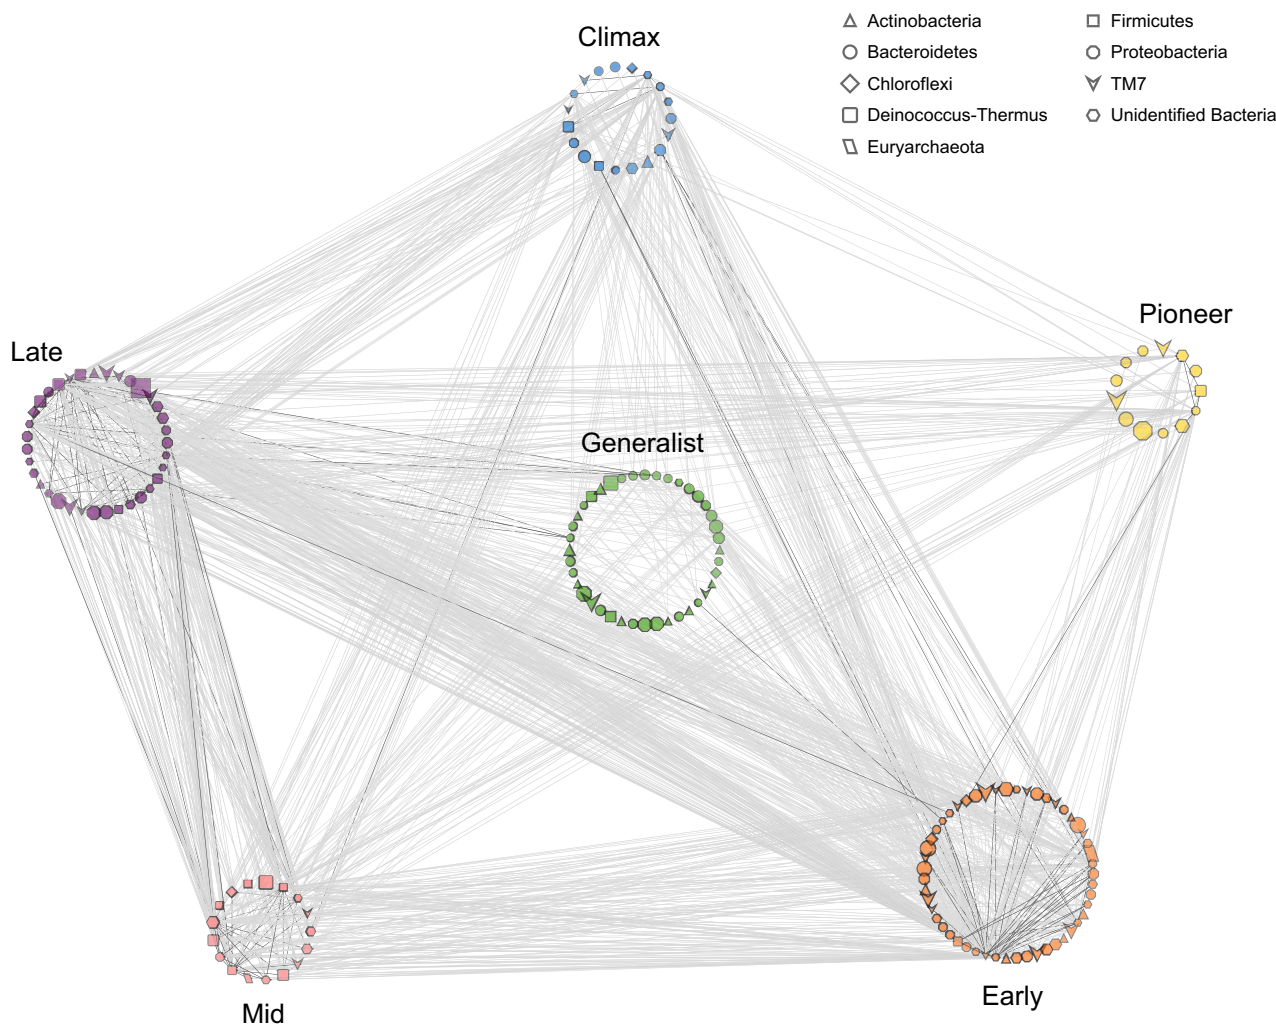 Climax
Actinobacteria
Bacteroidetes
Chloroflexi
Deinococcus-Thermus
Euryarchaeota
Firmicutes
Proteobacteria
TM7
Unidentified Bacteria
Pioneer
Late
Generalist
Early
Mid